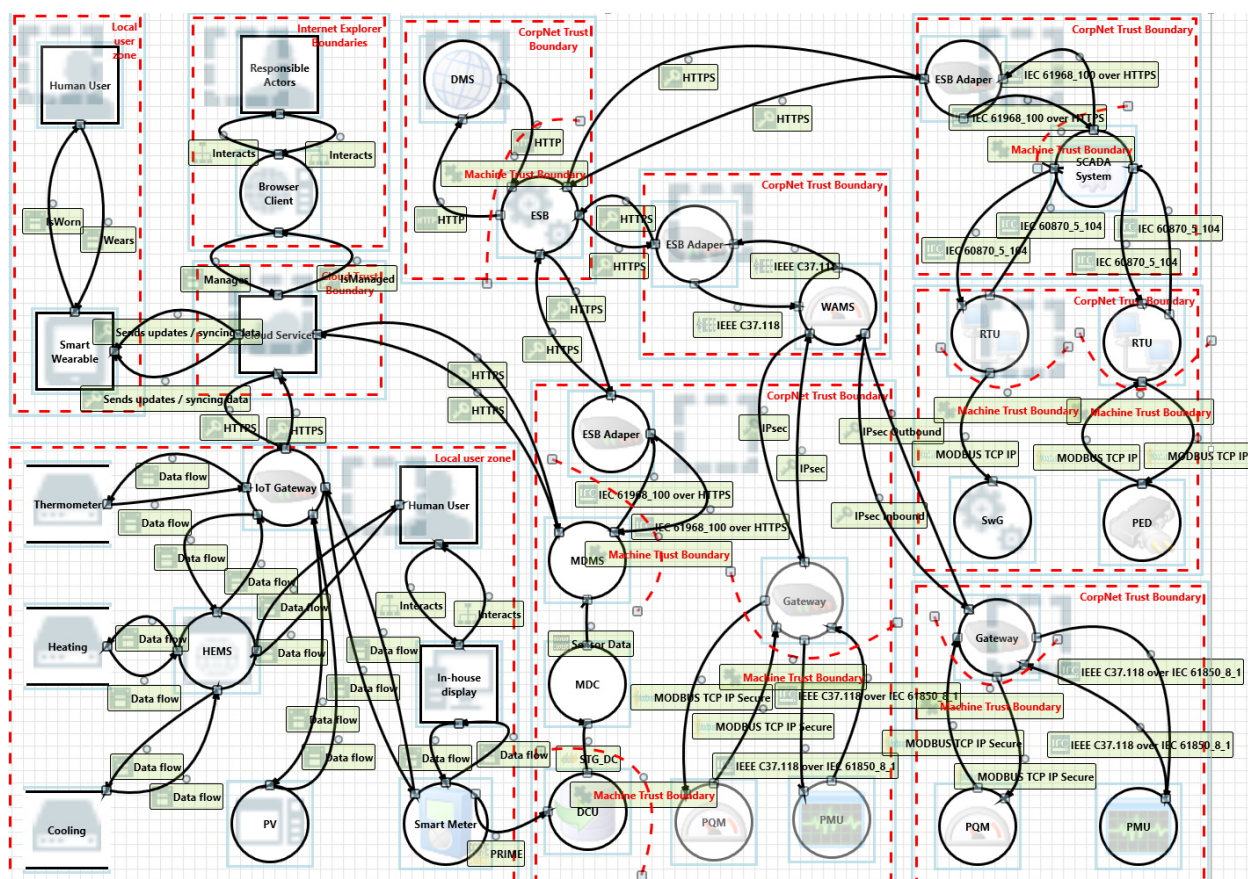 Local
user
zone
Human User
IsWorn
Wears
Smart
Wearable
Internet Explorer
Boundaries
Responsible
Actors
Interacts
Interacts
Browser
Client
Manages
IsManaged
Cloud Trust
Boundary
Cloud Service
Sends updates / syncing data
Sends updates / syncing data
HTTPS
HTTPS
HTTPS
HTTPS
CorpNet Trust
Boundary
DMS
HTTP
Machine Trust Boundary
ESB
HTTP
HTTPS
HTTPS
HTTPS
HTTPS
HTTPS
HTTPS
CorpNet Trust Boundary
ESB Adaper
IEEE C37.118
WAMS
IEEE C37.118
CorpNet Trust Boundary
ESB Adaper
IEC 61968_100 over HTTPS
IEC 61968_100 over HTTPS
Machine Trust Boundary
SCADA
System
IEC 60870_5_104
IEC 60870_5_104
IEC 60870_5_104
IEC 60870_5_104
CorpNet Trust Boundary
RTU
RTU
Machine Trust Boundary
Machine Trust Boundary
MODBUS TCP IP
MODBUS TCP IP
MODBUS TCP IP
SwG
PED
CorpNet Trust Boundary
ESB Adaper
IPsec
IPsec
IPsec Outbound
IPsec Inbound
IEC 61968_100 over HTTPS
IEC 61968_100 over HTTPS
Machine Trust Boundary
MDMS
Sector Data
MDC
STG_DC
Machine Trust Boundary
DCU
Gateway
Machine Trust Boundary
MODBUS TCP IP Secure
MODBUS TCP IP Secure
IEEE C37.118 over IEC 61850_8_1
IEEE C37.118 over IEC 61850_8_1
PQM
PMU
CorpNet Trust Boundary
Gateway
IEEE C37.118 over IEC 61850_8_1
Machine Trust Boundary
MODBUS TCP IP Secure
IEEE C37.118 over IEC 61850_8_1
MODBUS TCP IP Secure
PQM
PMU
Local user zone
Thermometer
Data flow
Data flow
IoT Gateway
Human User
Data flow
Data flow
Data flow
Data flow
Interacts
Interacts
Heating
Data flow
HEMS
Data flow
Data flow
Data flow
In-house
display
Data flow
Data flow
Data flow
Data flow
Data flow
Data flow
Cooling
PV
Smart Meter
PRIME